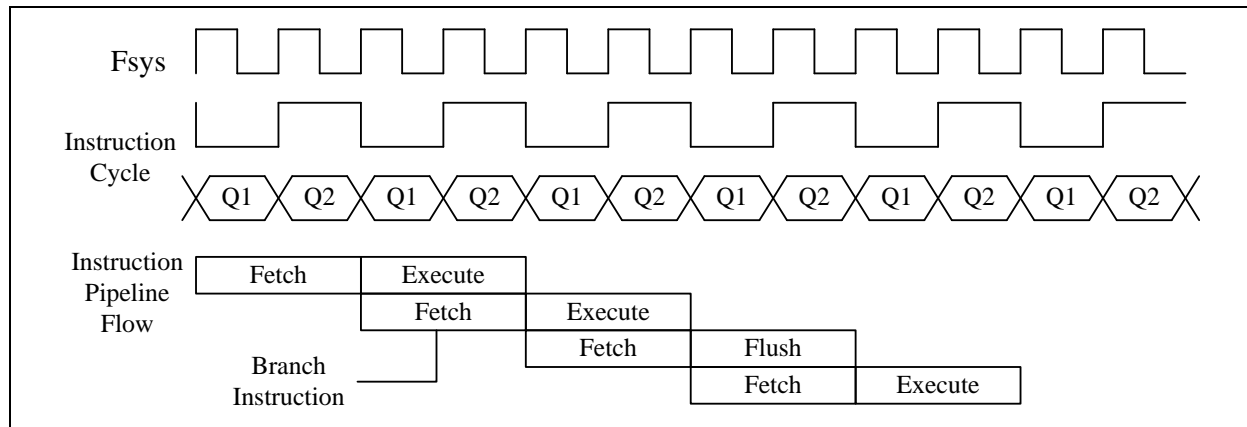 Fsys
Instruction
Cycle
Q1 Q2 Q1 Q2 Q1 Q2 Q1 Q2 Q1 Q2 Q1 Q2
Instruction
Pipeline
Flow
Fetch Execute
Fetch Execute
Fetch Flush
Fetch Execute
Branch
Instruction